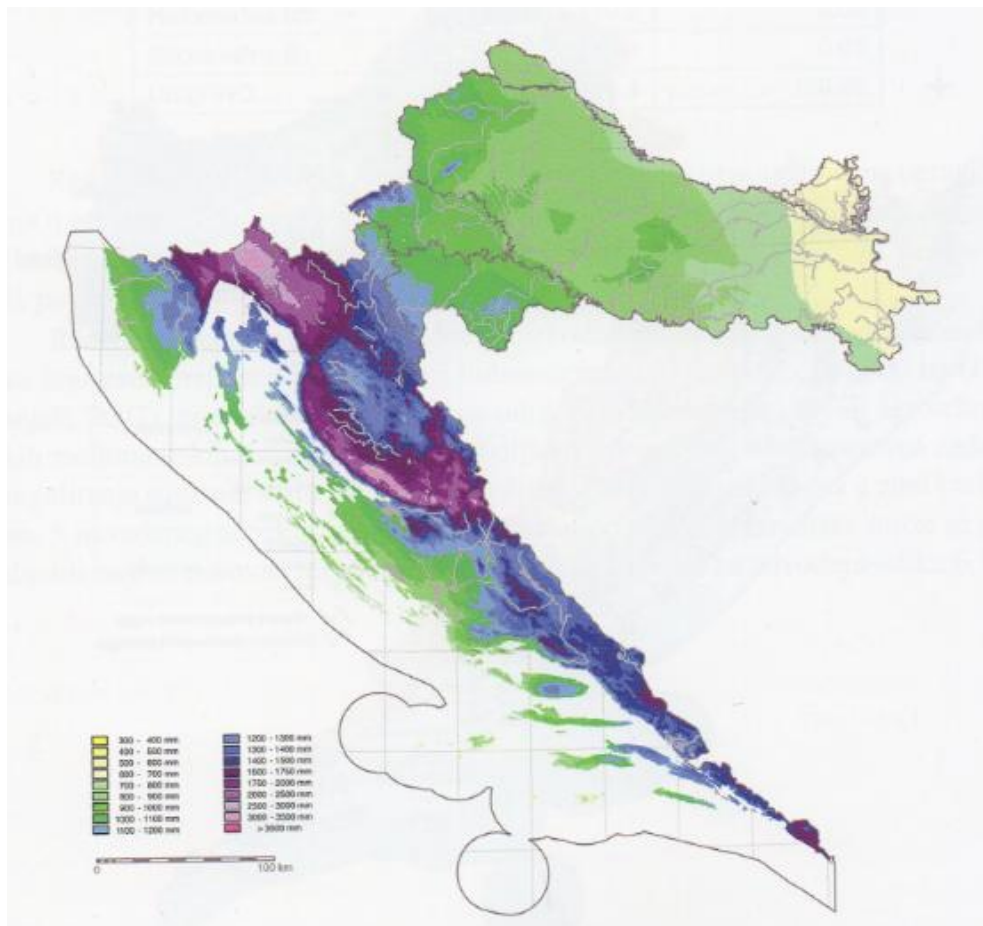 300 - 400 mm
400 - 500 mm
500 - 600 mm
600 - 700 mm
700 - 800 mm
800 - 900 mm
900 - 1000 mm
1000 - 1100 mm
1100 - 1200 mm
1200 - 1300 mm
1300 - 1400 mm
1400 - 1500 mm
1500 - 1750 mm
1750 - 2000 mm
2000 - 2500 mm
2500 - 3000 mm
3000 - 3500 mm
> 3500 mm
0 100 km